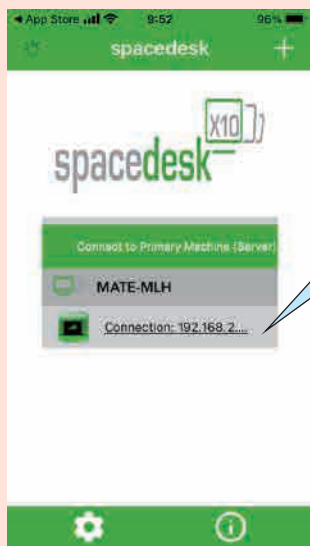 App Store 9:52 96%
spacedesk
X10
spacedesk
Connect to Primary Machine (Server)
MATE-MLH
Connection: 192.168.2....